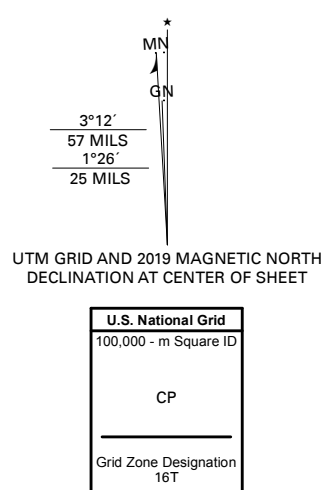 MN
GN
3°12´
57 MILS
1°26´
25 MILS
UTM GRID AND 2019 MAGNETIC NORTH
DECLINATION AT CENTER OF SHEET
U.S. National Grid
100,000 - m Square ID
CP
Grid Zone Designation
16T